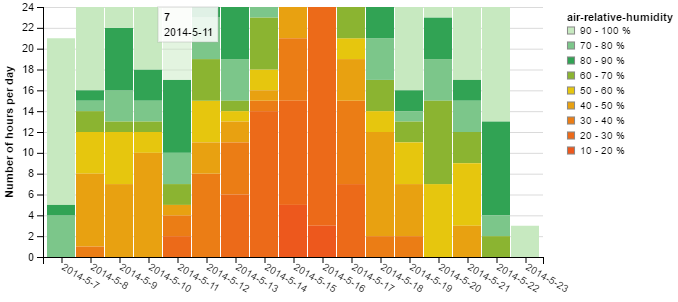 24
22
20
18
16
14
12
10
8
6
4
2
0
Number of hours per day
7
2014-5-11
2014-5-7
2014-5-8
2014-5-9
2014-5-10
2014-5-11
2014-5-12
2014-5-13
2014-5-14
2014-5-15
2014-5-16
2014-5-17
2014-5-18
2014-5-19
2014-5-20
2014-5-21
2014-5-22
2014-5-23
air-relative-humidity
90 - 100 %
70 - 80 %
80 - 90 %
60 - 70 %
50 - 60 %
40 - 50 %
30 - 40 %
20 - 30 %
10 - 20 %